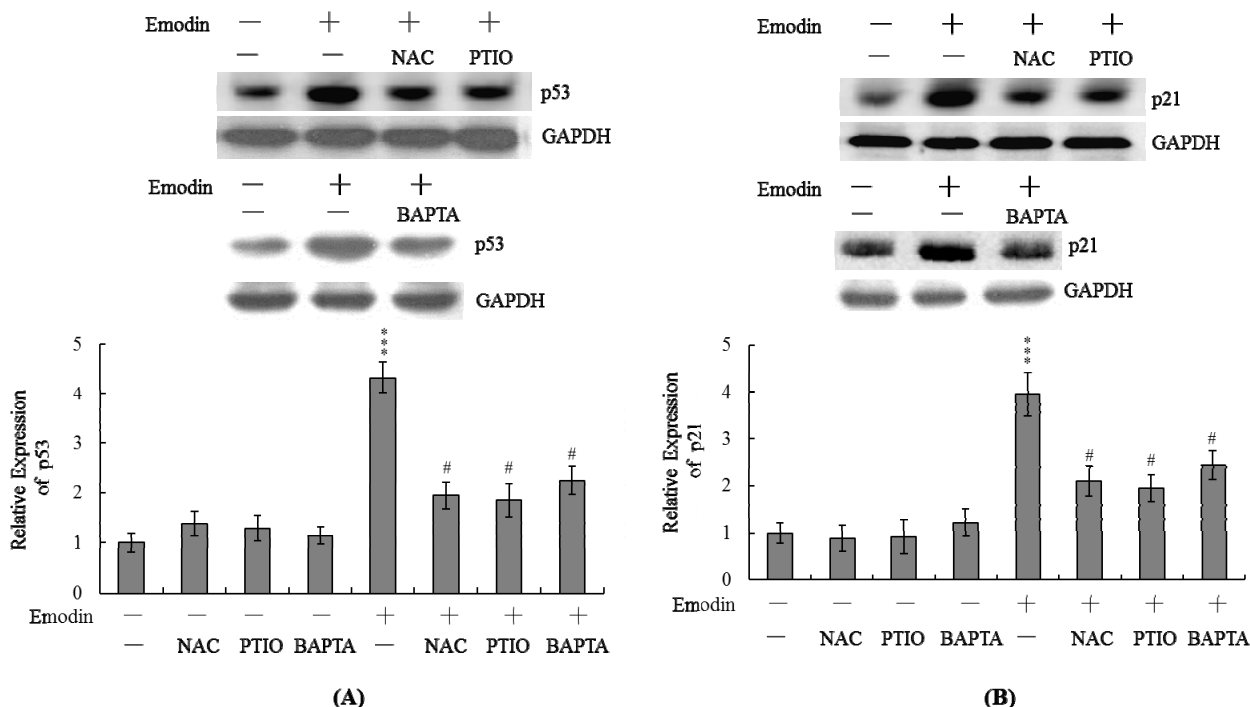 Emodin — + + +
— — NAC PTIO
p53
GAPDH
Emodin — + +
— — BAPTA
p53
GAPDH
***
5
4
3
2
1
0
# # #
Relative Expression
of p53
Emodin — — — — + + + +
— NAC PTIO BAPTA — NAC PTIO BAPTA
(A)
Emodin — + + +
— — NAC PTIO
p21
GAPDH
Emodin — + +
— — BAPTA
p21
GAPDH
***
5
4
3
2
1
0
# # #
Relative Expression
of p21
Emodin — — — — + + + +
— NAC PTIO BAPTA — NAC PTIO BAPTA
(B)